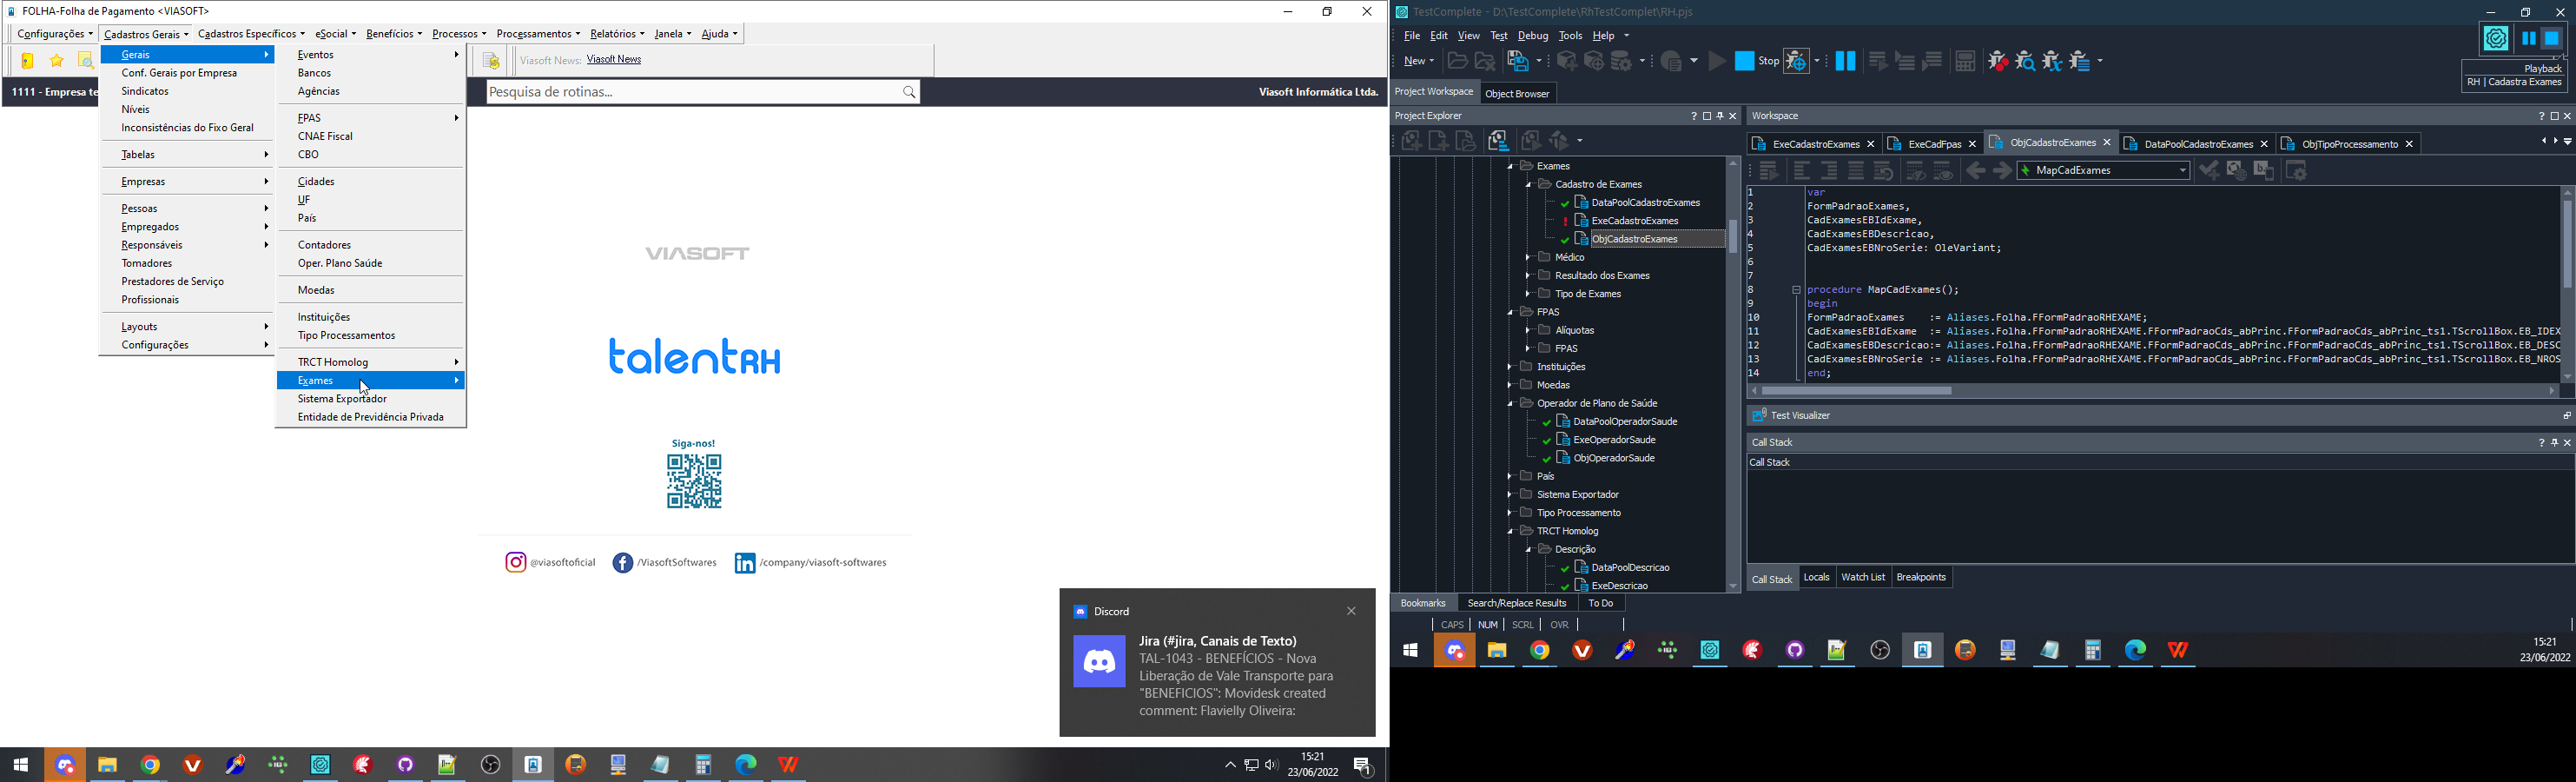 FOLHA-Folha de Pagamento <VIASOFT>
Configurações Cadastros Gerais Cadastros Específicos eSocial Benefícios Processos Processamentos Relatórios Janela Ajuda
Viasoft News: Viasoft News
1111 - Empresa te
Pesquisa de rotinas...
Viasoft Informática Ltda.
Gerais
Conf. Gerais por Empresa
Sindicatos
Níveis
Inconsistências do Fixo Geral
Tabelas
Empresas
Pessoas
Empregados
Responsáveis
Tomadores
Prestadores de Serviço
Profissionais
Layouts
Configurações
Eventos
Bancos
Agências
FPAS
CNAE Fiscal
CBO
Cidades
UF
País
Contadores
Oper. Plano Saúde
Moedas
Instituições
Tipo Processamentos
TRCT Homolog
Exames
Sistema Exportador
Entidade de Previdência Privada
VIASOFT
talentRH
Siga-nos!
@viasoftoficial
/ViasoftSoftwares
/company/viasoft-softwares
Discord
Jira (#jira, Canais de Texto)
TAL-1043 - BENEFÍCIOS - Nova
Liberação de Vale Transporte para
"BENEFICIOS": Movidesk created
comment: Flavielly Oliveira:
15:21
23/06/2022
1
TestComplete - D:\TestComplete\RhTestComplet\RH.pjs
File Edit View Test Debug Tools Help
New
Stop
Playback
RH | Cadastra Exames
Project Workspace Object Browser
Project Explorer
Exames
Cadastro de Exames
DataPoolCadastroExames
ExeCadastroExames
ObjCadastroExames
Médico
Resultado dos Exames
Tipo de Exames
FPAS
Alíquotas
FPAS
Instituições
Moedas
Operador de Plano de Saúde
DataPoolOperadorSaude
ExeOperadorSaude
ObjOperadorSaude
País
Sistema Exportador
Tipo Processamento
TRCT Homolog
Descrição
DataPoolDescricao
ExeDescricao
Workspace
ExeCadastroExames ExeCadFpas ObjCadastroExames DataPoolCadastroExames ObjTipoProcessamento
MapCadExames
1 var
2 FormPadraoExames,
3 CadExamesEBIdExame,
4 CadExamesEBDescricao,
5 CadExamesEBNroSerie: OleVariant;
6
7
8 procedure MapCadExames();
9 begin
10 FormPadraoExames := Aliases.Folha.FFormPadraoRHEXAME;
11 CadExamesEBIdExame := Aliases.Folha.FFormPadraoRHEXAME.FFormPadraoCds_abPrinc.FFormPadraoCds_abPrinc_ts1.TScrollBox.EB_IDEX
12 CadExamesEBDescricao:= Aliases.Folha.FFormPadraoRHEXAME.FFormPadraoCds_abPrinc.FFormPadraoCds_abPrinc_ts1.TScrollBox.EB_DESC
13 CadExamesEBNroSerie := Aliases.Folha.FFormPadraoRHEXAME.FFormPadraoCds_abPrinc.FFormPadraoCds_abPrinc_ts1.TScrollBox.EB_NROS
14 end;
Test Visualizer
Call Stack
Call Stack
Call Stack Locals Watch List Breakpoints
Bookmarks Search/Replace Results To Do
CAPS NUM SCRL OVR
15:21
23/06/2022